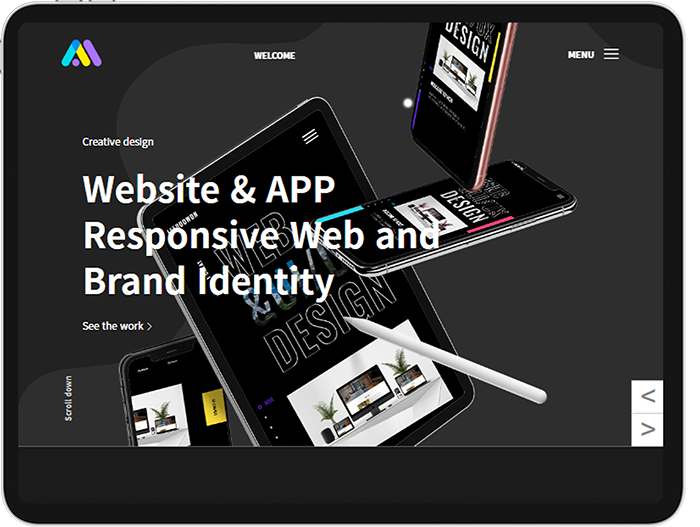 WELCOME
MENU
Creative design
Website & APP
Responsive Web and
Brand Identity
See the work >
Scroll down
WEB
DESIGN
DESIGN
DESIGN
HOME
< 
>